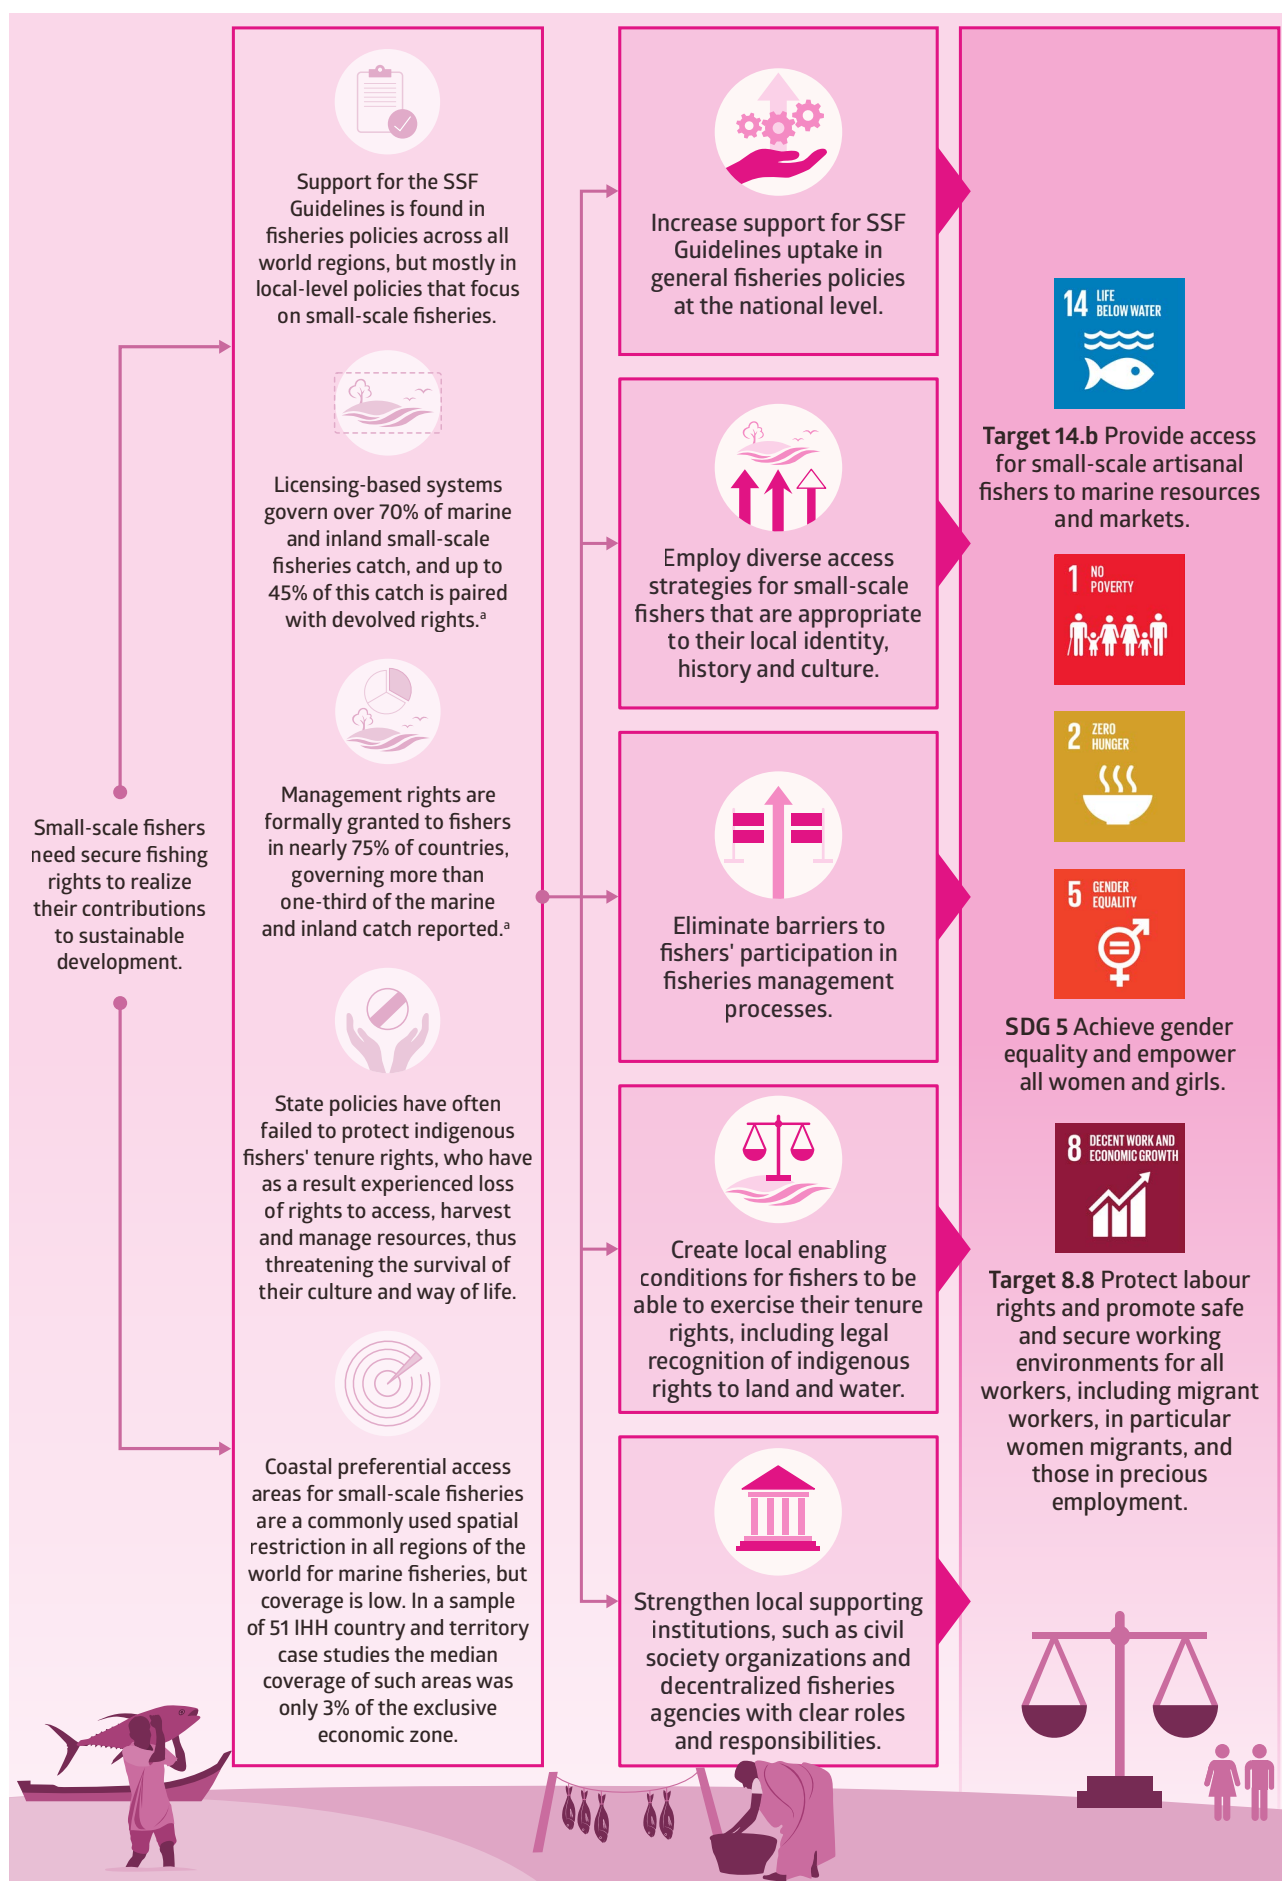 Small-scale fishers
need secure fishing
rights to realize
their contributions
to sustainable
development.
Support for the SSF
Guidelines is found in
fisheries policies across all
world regions, but mostly in
local-level policies that focus
on small-scale fisheries.
Licensing-based systems
govern over 70% of marine
and inland small-scale
fisheries catch, and up to
45% of this catch is paired
with devolved rights.ª
Management rights are
formally granted to fishers
in nearly 75% of countries,
governing more than
one-third of the marine
and inland catch reported.ª
State policies have often
failed to protect indigenous
fishers' tenure rights, who have
as a result experienced loss
of rights to access, harvest
and manage resources, thus
threatening the survival of
their culture and way of life.
Coastal preferential access
areas for small-scale fisheries
are a commonly used spatial
restriction in all regions of the
world for marine fisheries, but
coverage is low. In a sample
of 51 IHH country and territory
case studies the median
coverage of such areas was
only 3% of the exclusive
economic zone.
Increase support for SSF
Guidelines uptake in
general fisheries policies
at the national level.
Employ diverse access
strategies for small-scale
fishers that are appropriate
to their local identity,
history and culture.
Eliminate barriers to
fishers' participation in
fisheries management
processes.
Create local enabling
conditions for fishers to be
able to exercise their tenure
rights, including legal
recognition of indigenous
rights to land and water.
Strengthen local supporting
institutions, such as civil
society organizations and
decentralized fisheries
agencies with clear roles
and responsibilities.
14 LIFE
BELOW WATER
Target 14.b Provide access
for small-scale artisanal
fishers to marine resources
and markets.
1 NO
POVERTY
2 ZERO
HUNGER
5 GENDER
EQUALITY
SDG 5 Achieve gender
equality and empower
all women and girls.
8 DECENT WORK AND
ECONOMIC GROWTH
Target 8.8 Protect labour
rights and promote safe
and secure working
environments for all
workers, including migrant
workers, in particular
women migrants, and
those in precious
employment.